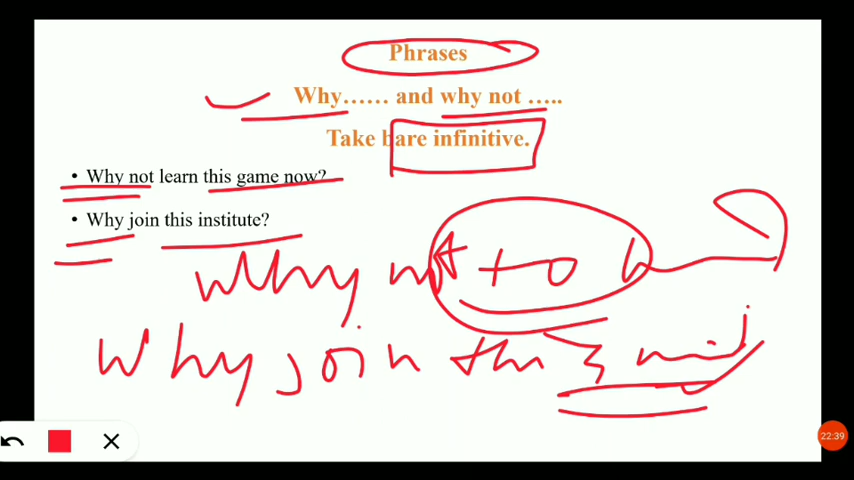 Phrases
Why...... and why not .....
Take bare infinitive.
• Why not learn this game now?
• Why join this institute?
Why not to
Why join this
22:39